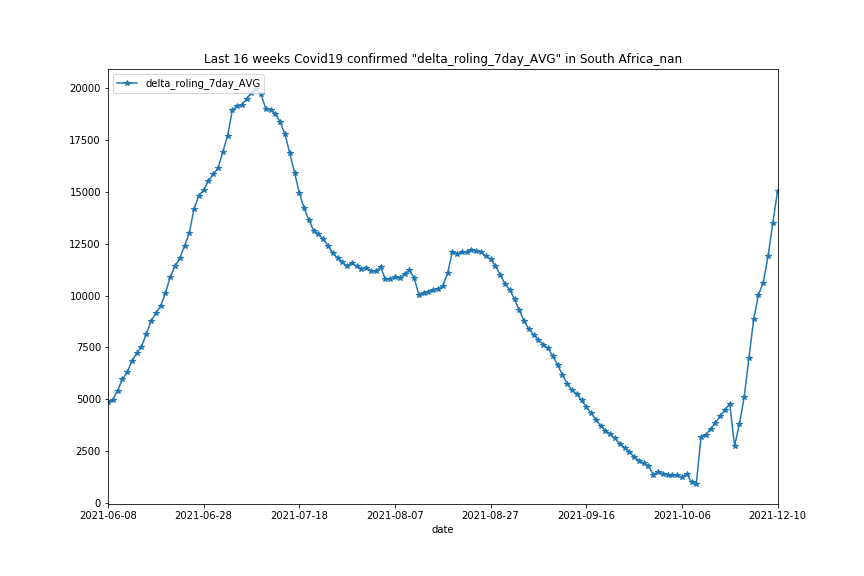 Last 16 weeks Covid19 confirmed "delta_roling_7day_AVG" in South Africa_nan
delta_roling_7day_AVG
20000
17500
15000
12500
10000
7500
5000
2500
0
2021-06-08 2021-06-28 2021-07-18 2021-08-07 2021-08-27 2021-09-16 2021-10-06 2021-12-10
date